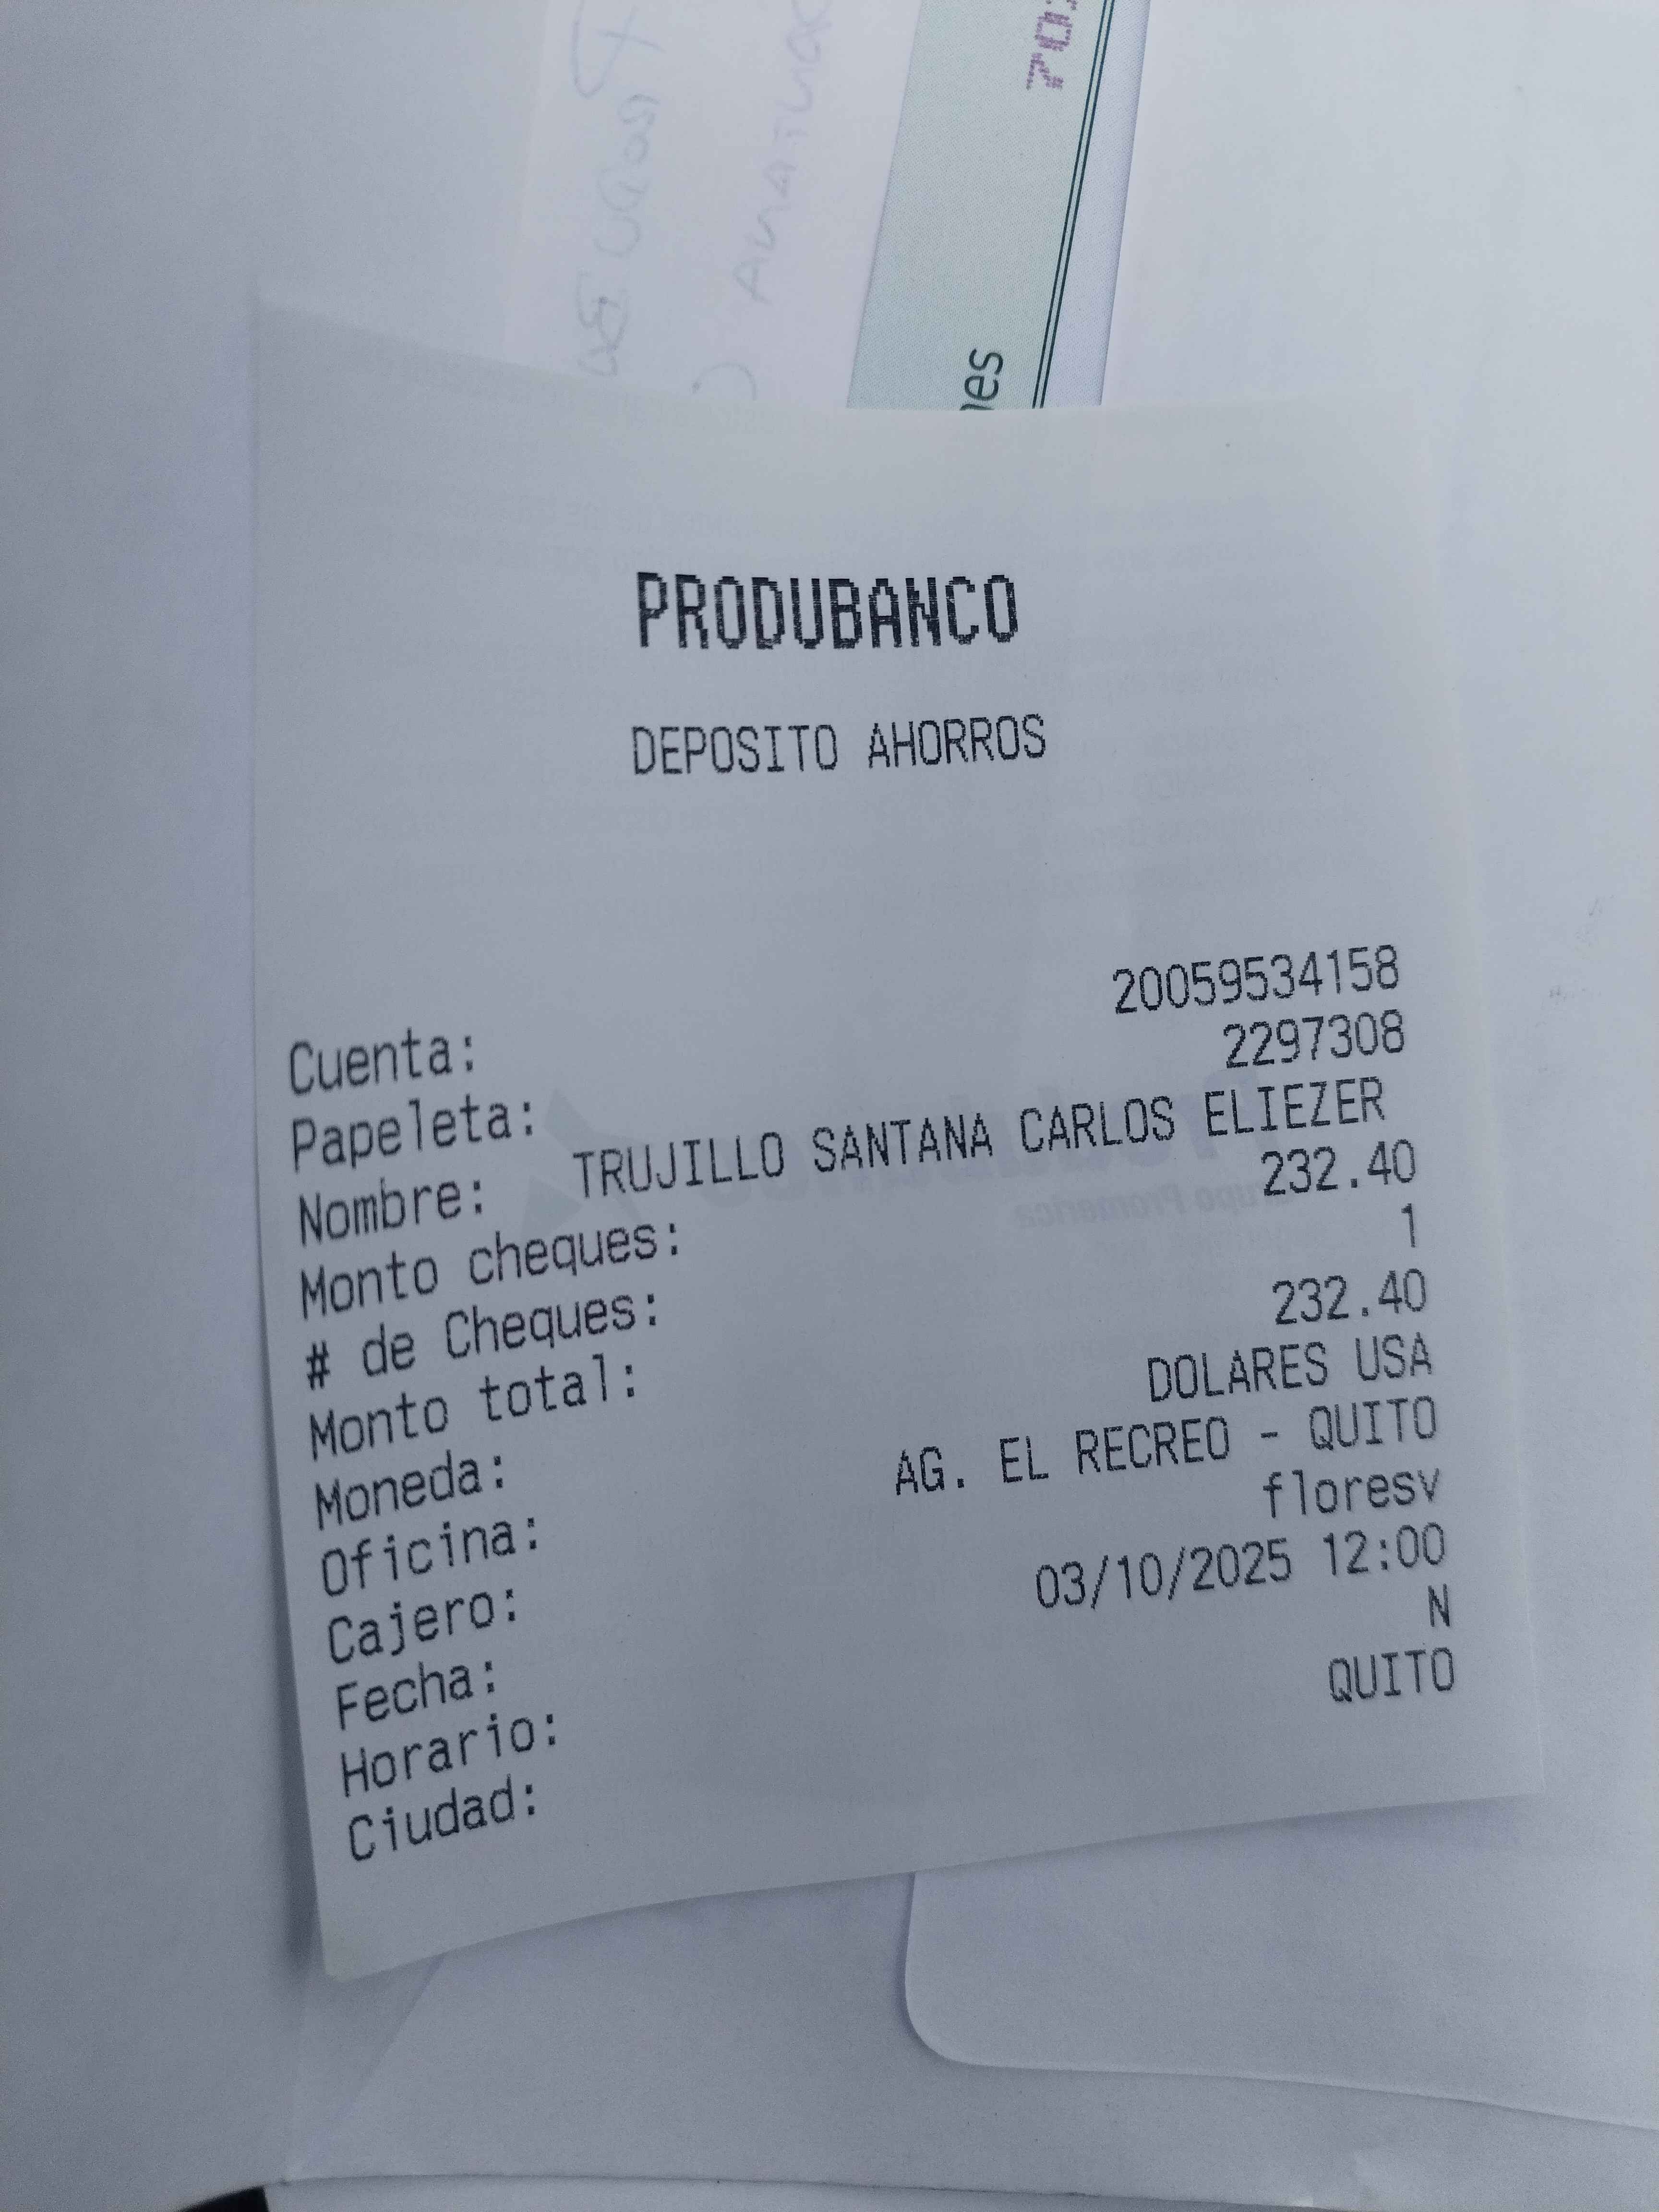 PRODUBANCO
DEPOSITO AHORROS
Cuenta: 20059534158
Papeleta: 2297308
Nombre: TRUJILLO SANTANA CARLOS ELIEZER
Monto cheques: 232.40
# de Cheques: 1
Monto total: 232.40
Moneda: DOLARES USA
Oficina: AG. EL RECREO - QUITO
Cajero: floresv
Fecha: 03/10/2025 12:00
Horario: N
Ciudad: QUITO